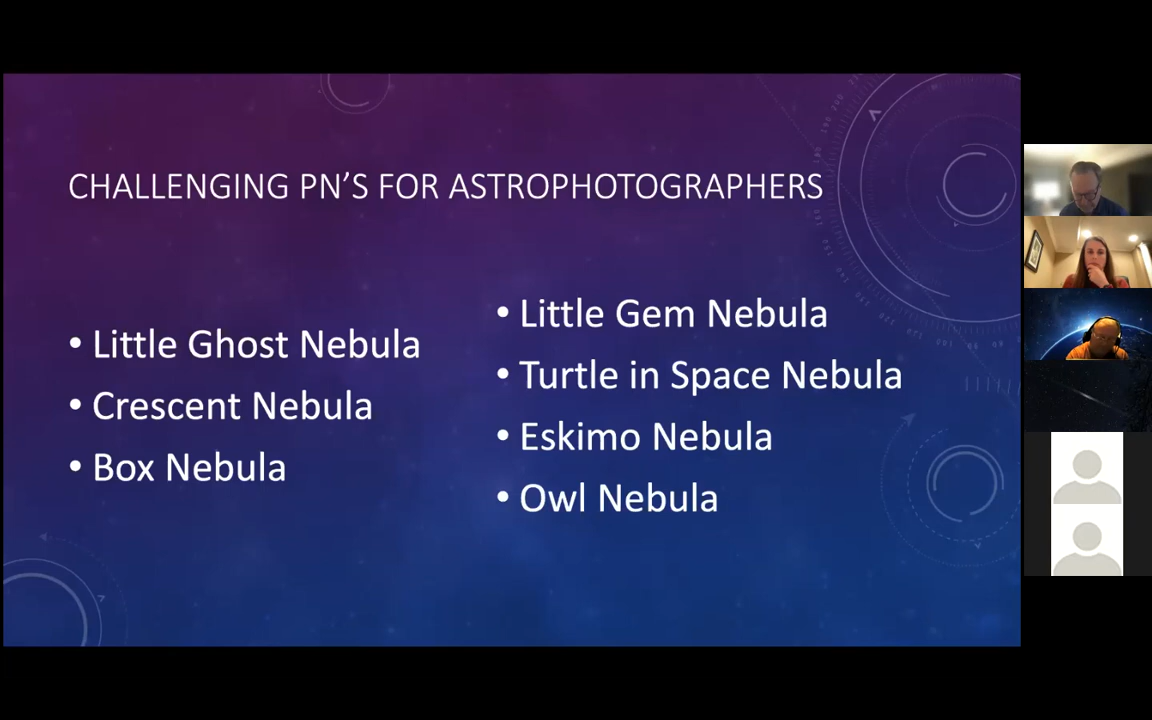 CHALLENGING PN'S FOR ASTROPHOTOGRAPHERS
• Little Ghost Nebula
• Crescent Nebula
• Box Nebula
• Little Gem Nebula
• Turtle in Space Nebula
• Eskimo Nebula
• Owl Nebula